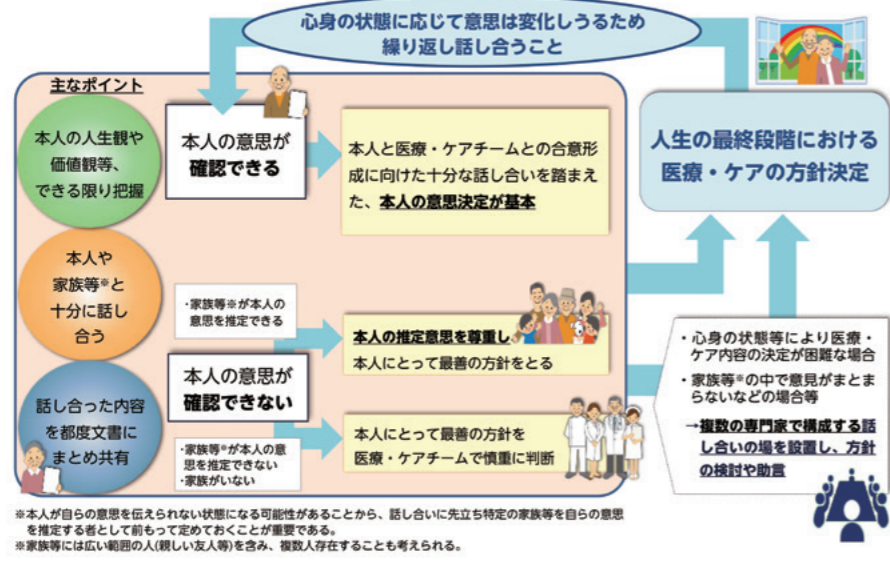 心身の状態に応じて意思は変化しうるため
繰り返し話し合うこと
主なポイント
本人の人生観や
価値観等、
できる限り把握
本人や
家族等※と
十分に話し
合う
話し合った内容
を都度文書に
まとめ共有
本人の意思が
確認できる
本人と医療・ケアチームとの合意形
成に向けた十分な話し合いを踏まえ
た、本人の意思決定が基本
・家族等※が本人の
意思を推定できる
本人の意思が
確認できない
・家族等※が本人の意
思を推定できない
・家族がいない
本人の推定意思を尊重し、
本人にとって最善の方針をとる
本人にとって最善の方針を
医療・ケアチームで慎重に判断
人生の最終段階における
医療・ケアの方針決定
・心身の状態等により医療・
ケア内容の決定が困難な場合
・家族等※の中で意見がまとま
らないなどの場合等
→複数の専門家で構成する話
し合いの場を設置し、方針
の検討や助言
※本人が自らの意思を伝えられない状態になる可能性があることから、話し合いに先立ち特定の家族等を自らの意思
を推定する者として前もって定めておくことが重要である。
※家族等には広い範囲の人(親しい友人等)を含み、複数人存在することも考えられる。